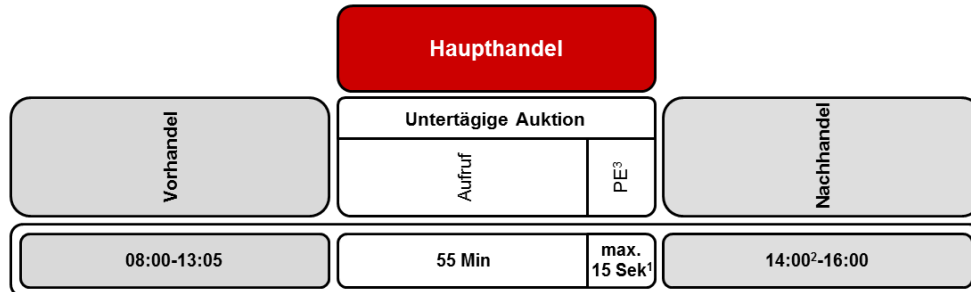 Haupthandel
Vorhandel
Untertägige Auktion
Aufruf
PE³
Nachhandel
08:00-13:05
55 Min
max.
15 Sek¹
14:00²-16:00